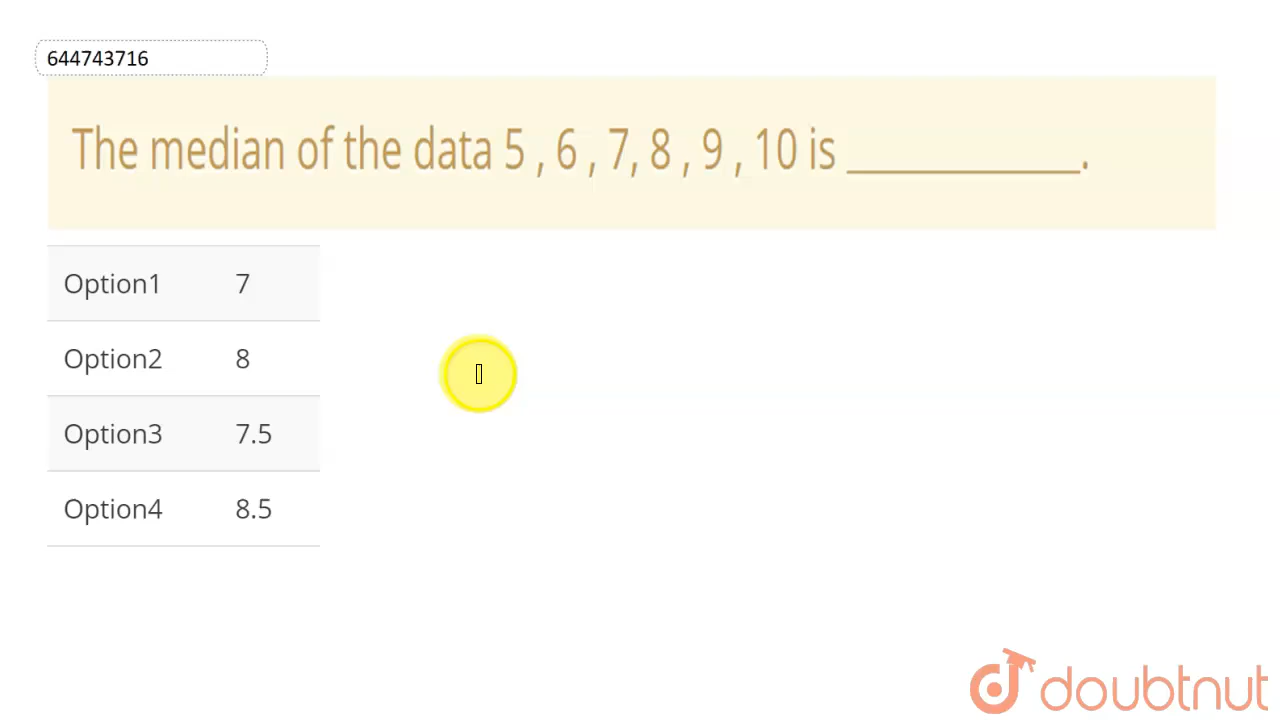 644743716
The median of the data 5 , 6 , 7, 8 , 9 , 10 is ____________.
Option1 7
Option2 8
Option3 7.5
Option4 8.5
doubtnut